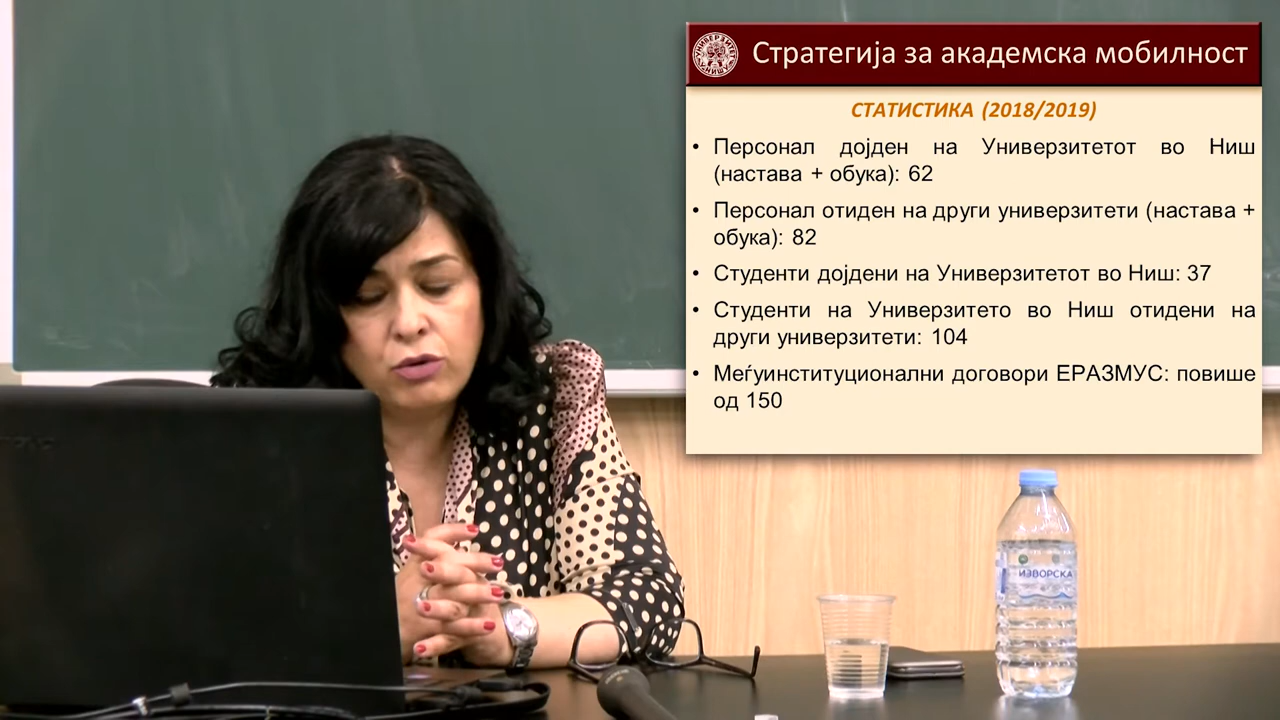 УНИВЕРЗИТЕТ
НИШ
Стратегија за академска мобилност
СТАТИСТИКА (2018/2019)
• Персонал дојден на Универзитетот во Ниш
(настава + обука): 62
• Персонал отиден на други универзитети (настава +
обука): 82
• Студенти дојдени на Универзитетот во Ниш: 37
• Студенти на Универзитето во Ниш отидени на
други универзитети: 104
• Меѓуинституционални договори ЕРАЗМУС: повише
од 150
ИЗВОРСКА